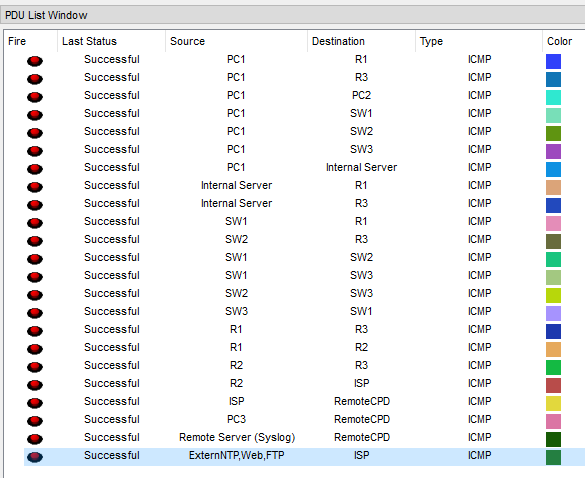 PDU List Window
Fire Last Status Source Destination Type Color
Successful PC1 R1 ICMP
Successful PC1 R3 ICMP
Successful PC1 PC2 ICMP
Successful PC1 SW1 ICMP
Successful PC1 SW2 ICMP
Successful PC1 SW3 ICMP
Successful PC1 Internal Server ICMP
Successful Internal Server R1 ICMP
Successful Internal Server R3 ICMP
Successful SW1 R1 ICMP
Successful SW2 R3 ICMP
Successful SW1 SW2 ICMP
Successful SW1 SW3 ICMP
Successful SW2 SW3 ICMP
Successful SW3 SW1 ICMP
Successful R1 R3 ICMP
Successful R1 R2 ICMP
Successful R2 R3 ICMP
Successful R2 ISP ICMP
Successful ISP RemoteCPD ICMP
Successful PC3 RemoteCPD ICMP
Successful Remote Server (Syslog) RemoteCPD ICMP
Successful ExternNTP,Web,FTP ISP ICMP